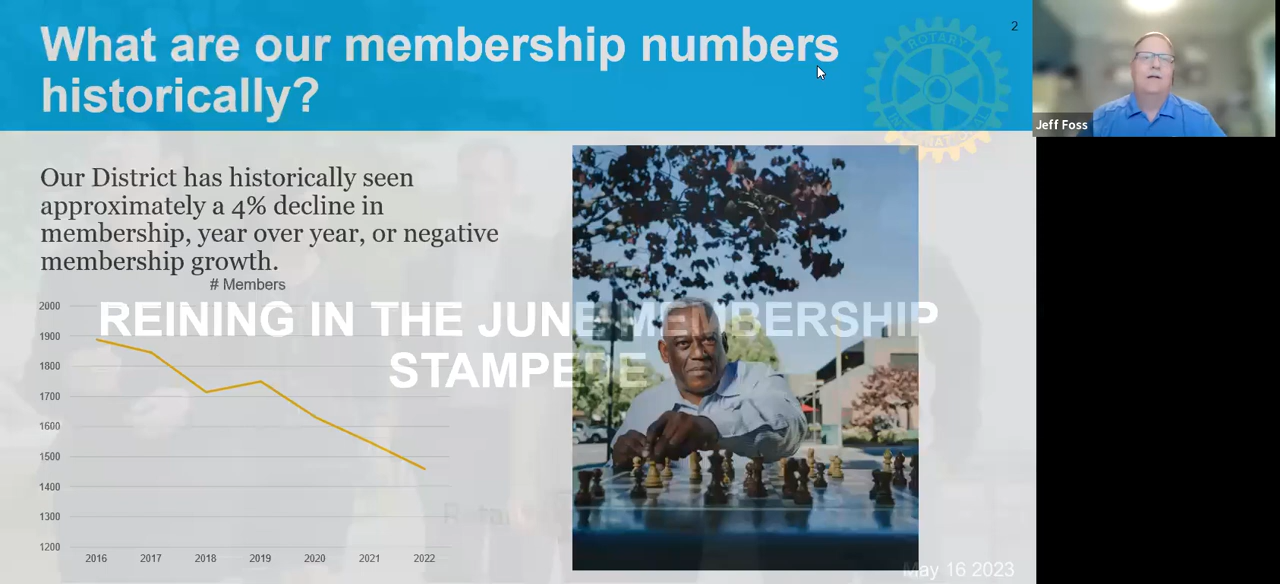 What are our membership numbers
historically?
2
ROTARY
INTERNATIONAL
Jeff Foss
Our District has historically seen
approximately a 4% decline in
membership, year over year, or negative
membership growth.
# Members
REINING IN THE JUNE MEMBERSHIP
STAMPEDE
2000
1900
1800
1700
1600
1500
1400
1300
1200
2016 2017 2018 2019 2020 2021 2022
May 16 2023